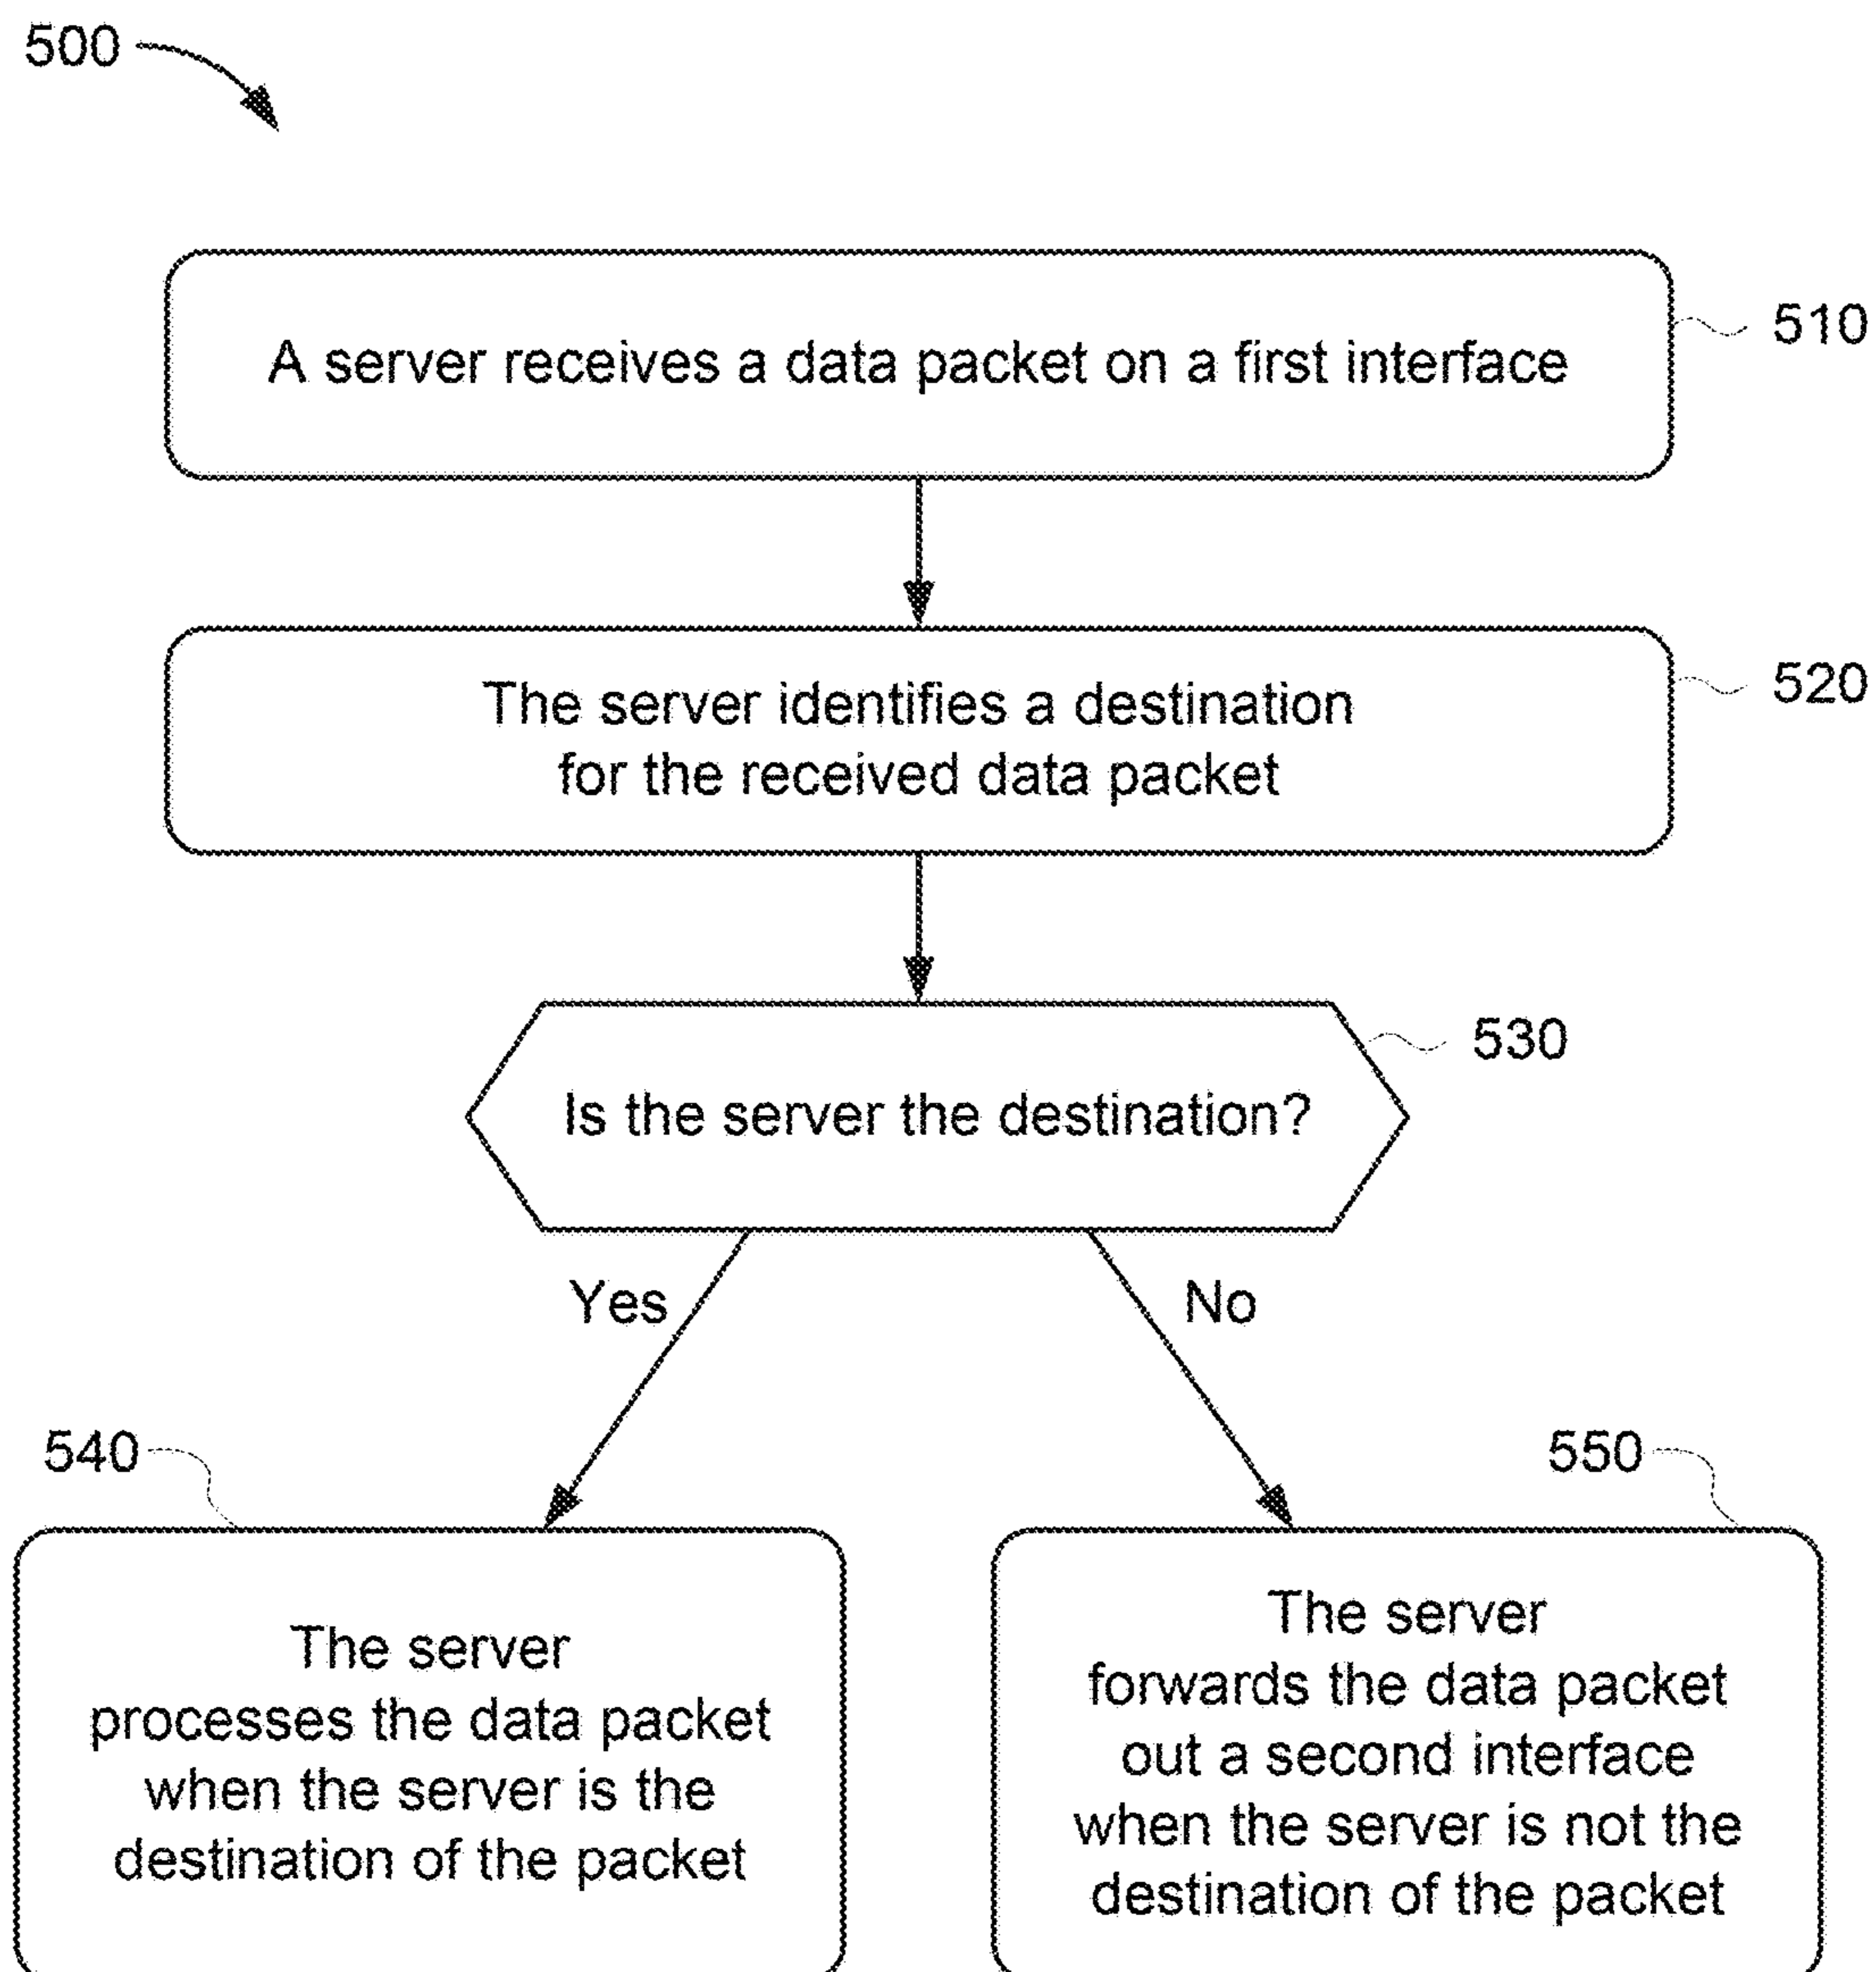 500
A server receives a data packet on a first interface
510
The server identifies a destination
for the received data packet
520
Is the server the destination?
530
Yes
No
540
The server
processes the data packet
when the server is the
destination of the packet
550
The server
forwards the data packet
out a second interface
when the server is not the
destination of the packet